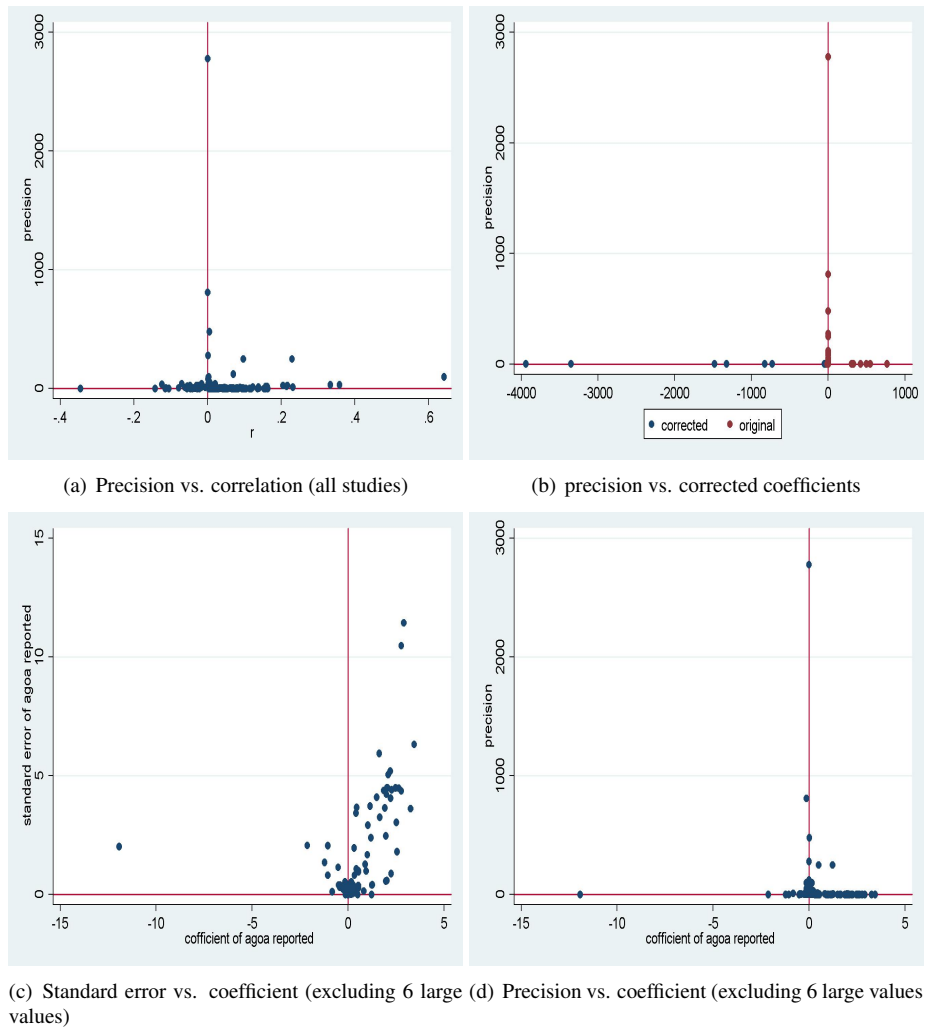 3000
2000
1000
0
precision
-.4 -.2 0 .2 .4 .6
r
(a) Precision vs. correlation (all studies)
3000
2000
1000
0
precision
-4000 -3000 -2000 -1000 0 1000
corrected original
(b) precision vs. corrected coefficients
15
10
5
0
standard error of agoa reported
-15 -10 -5 0 5
cofficient of agoa reported
(c) Standard error vs. coefficient (excluding 6 large
values)
3000
2000
1000
0
precision
-15 -10 -5 0 5
cofficient of agoa reported
(d) Precision vs. coefficient (excluding 6 large values